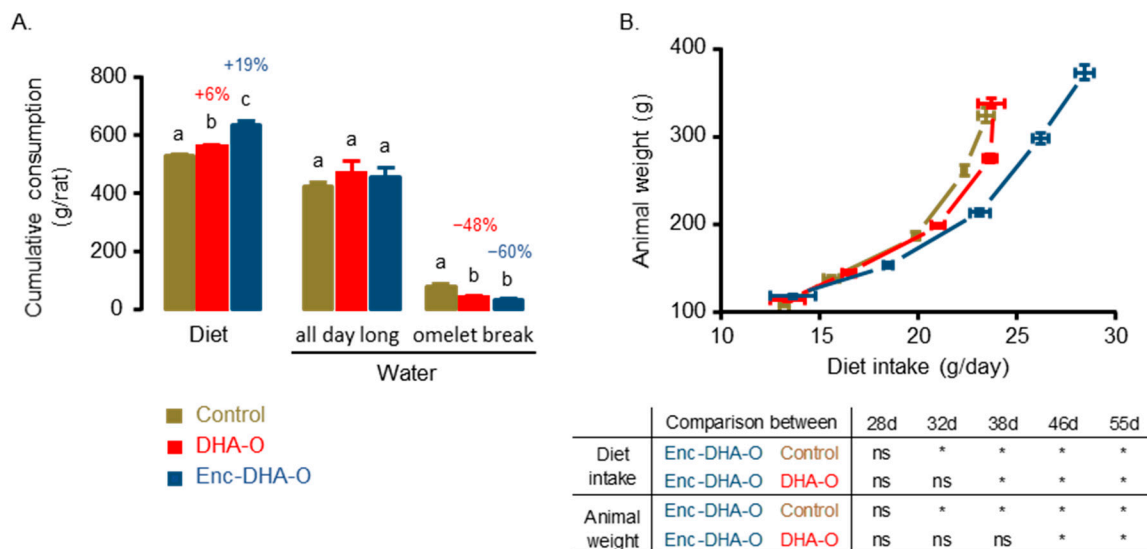 A.
Cumulative consumption
(g/rat)
800
600
400
200
0
+6%
+19%
a
b
c
a
a
a
−48%
−60%
a
b
b
Diet
all day long
omelet break
Water
Control
DHA-O
Enc-DHA-O
B.
Animal weight (g)
400
300
200
100
10
15
20
25
30
Diet intake (g/day)
Comparison between 28d 32d 38d 46d 55d
Diet intake
Enc-DHA-O Control ns * * * *
Enc-DHA-O DHA-O ns ns * * *
Animal weight
Enc-DHA-O Control ns * * * *
Enc-DHA-O DHA-O ns ns ns * *